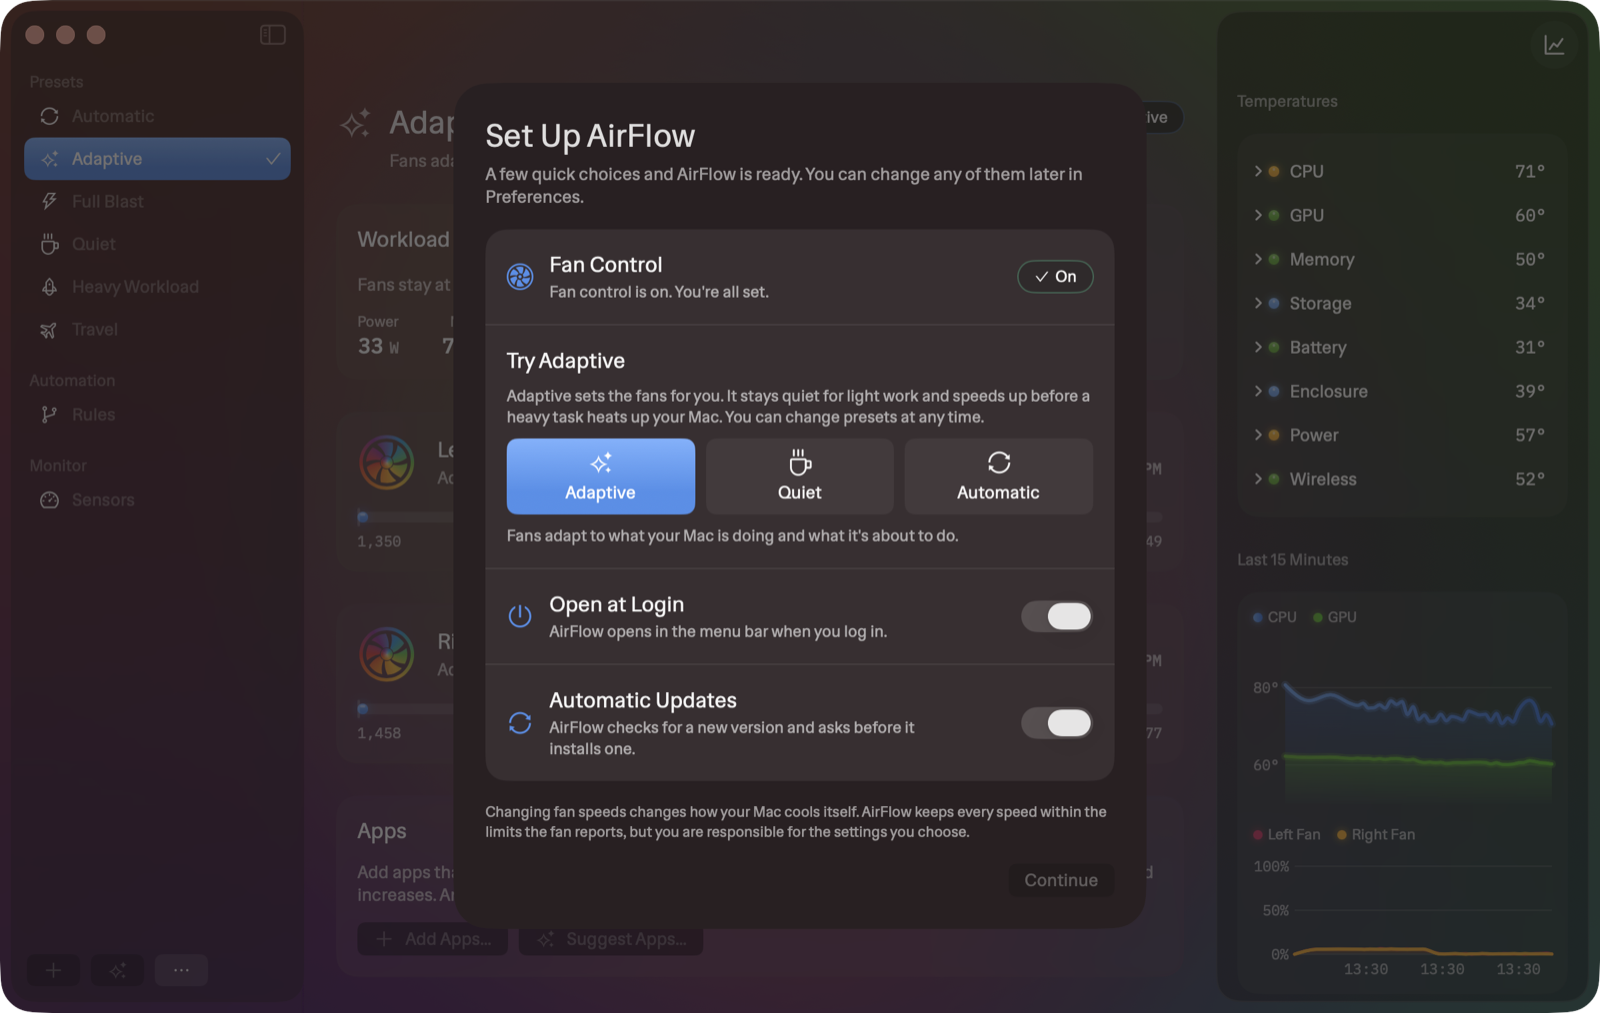 Presets
Automatic
Adaptive
Full Blast
Quiet
Heavy Workload
Travel
Automation
Rules
Monitor
Sensors
Fans
Workload
Fans stay at
Power
33 W
7
1,350
1,458
Apps
Add apps
increases.
Add Apps...
Suggest Apps...
Set Up AirFlow
A few quick choices and AirFlow is ready. You can change any of them later in
Preferences.
Fan Control
Fan control is on. You're all set.
On
Try Adaptive
Adaptive sets the fans for you. It stays quiet for light work and speeds up before a
heavy task heats up your Mac. You can change presets at any time.
Adaptive
Quiet
Automatic
Fans adapt to what your Mac is doing and what it's about to do.
Open at Login
AirFlow opens in the menu bar when you log in.
Automatic Updates
AirFlow checks for a new version and asks before it
installs one.
Changing fan speeds changes how your Mac cools itself. AirFlow keeps every speed within the
limits the fan reports, but you are responsible for the settings you choose.
Continue
Temperatures
CPU 71°
GPU 60°
Memory 50°
Storage 34°
Battery 31°
Enclosure 39°
Power 57°
Wireless 52°
Last 15 Minutes
CPU GPU
80°
60°
Left Fan Right Fan
100%
50%
0%
13:30 13:30 13:30